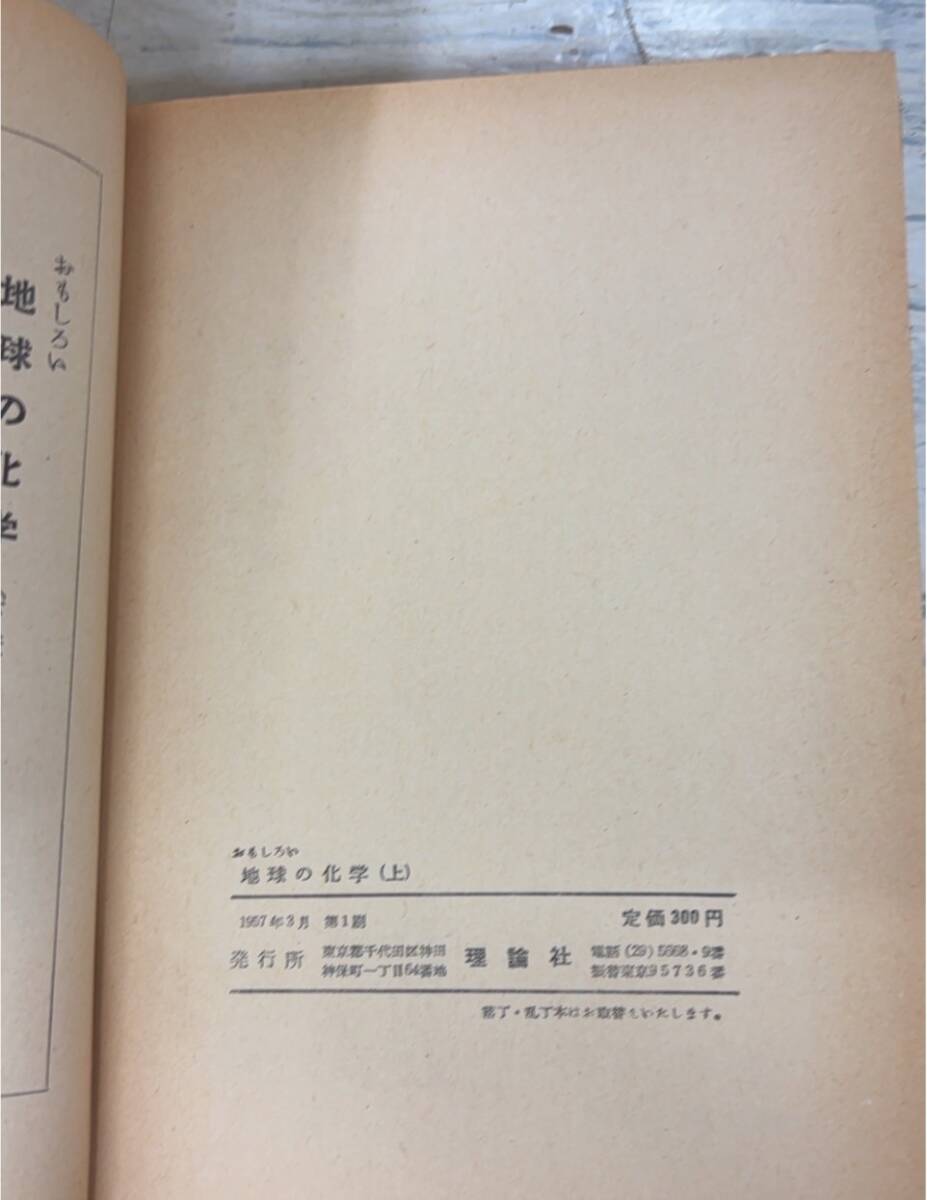 おもしろい
地球の化学
おもしろい
地球の化学(上)
1957年3月 第1刷 定価300円
発行所 東京都千代田区神田 神保町一丁目64番地 理論社 電話(29)5668・9番 振替東京95736番
落丁・乱丁本はお取替えいたします。